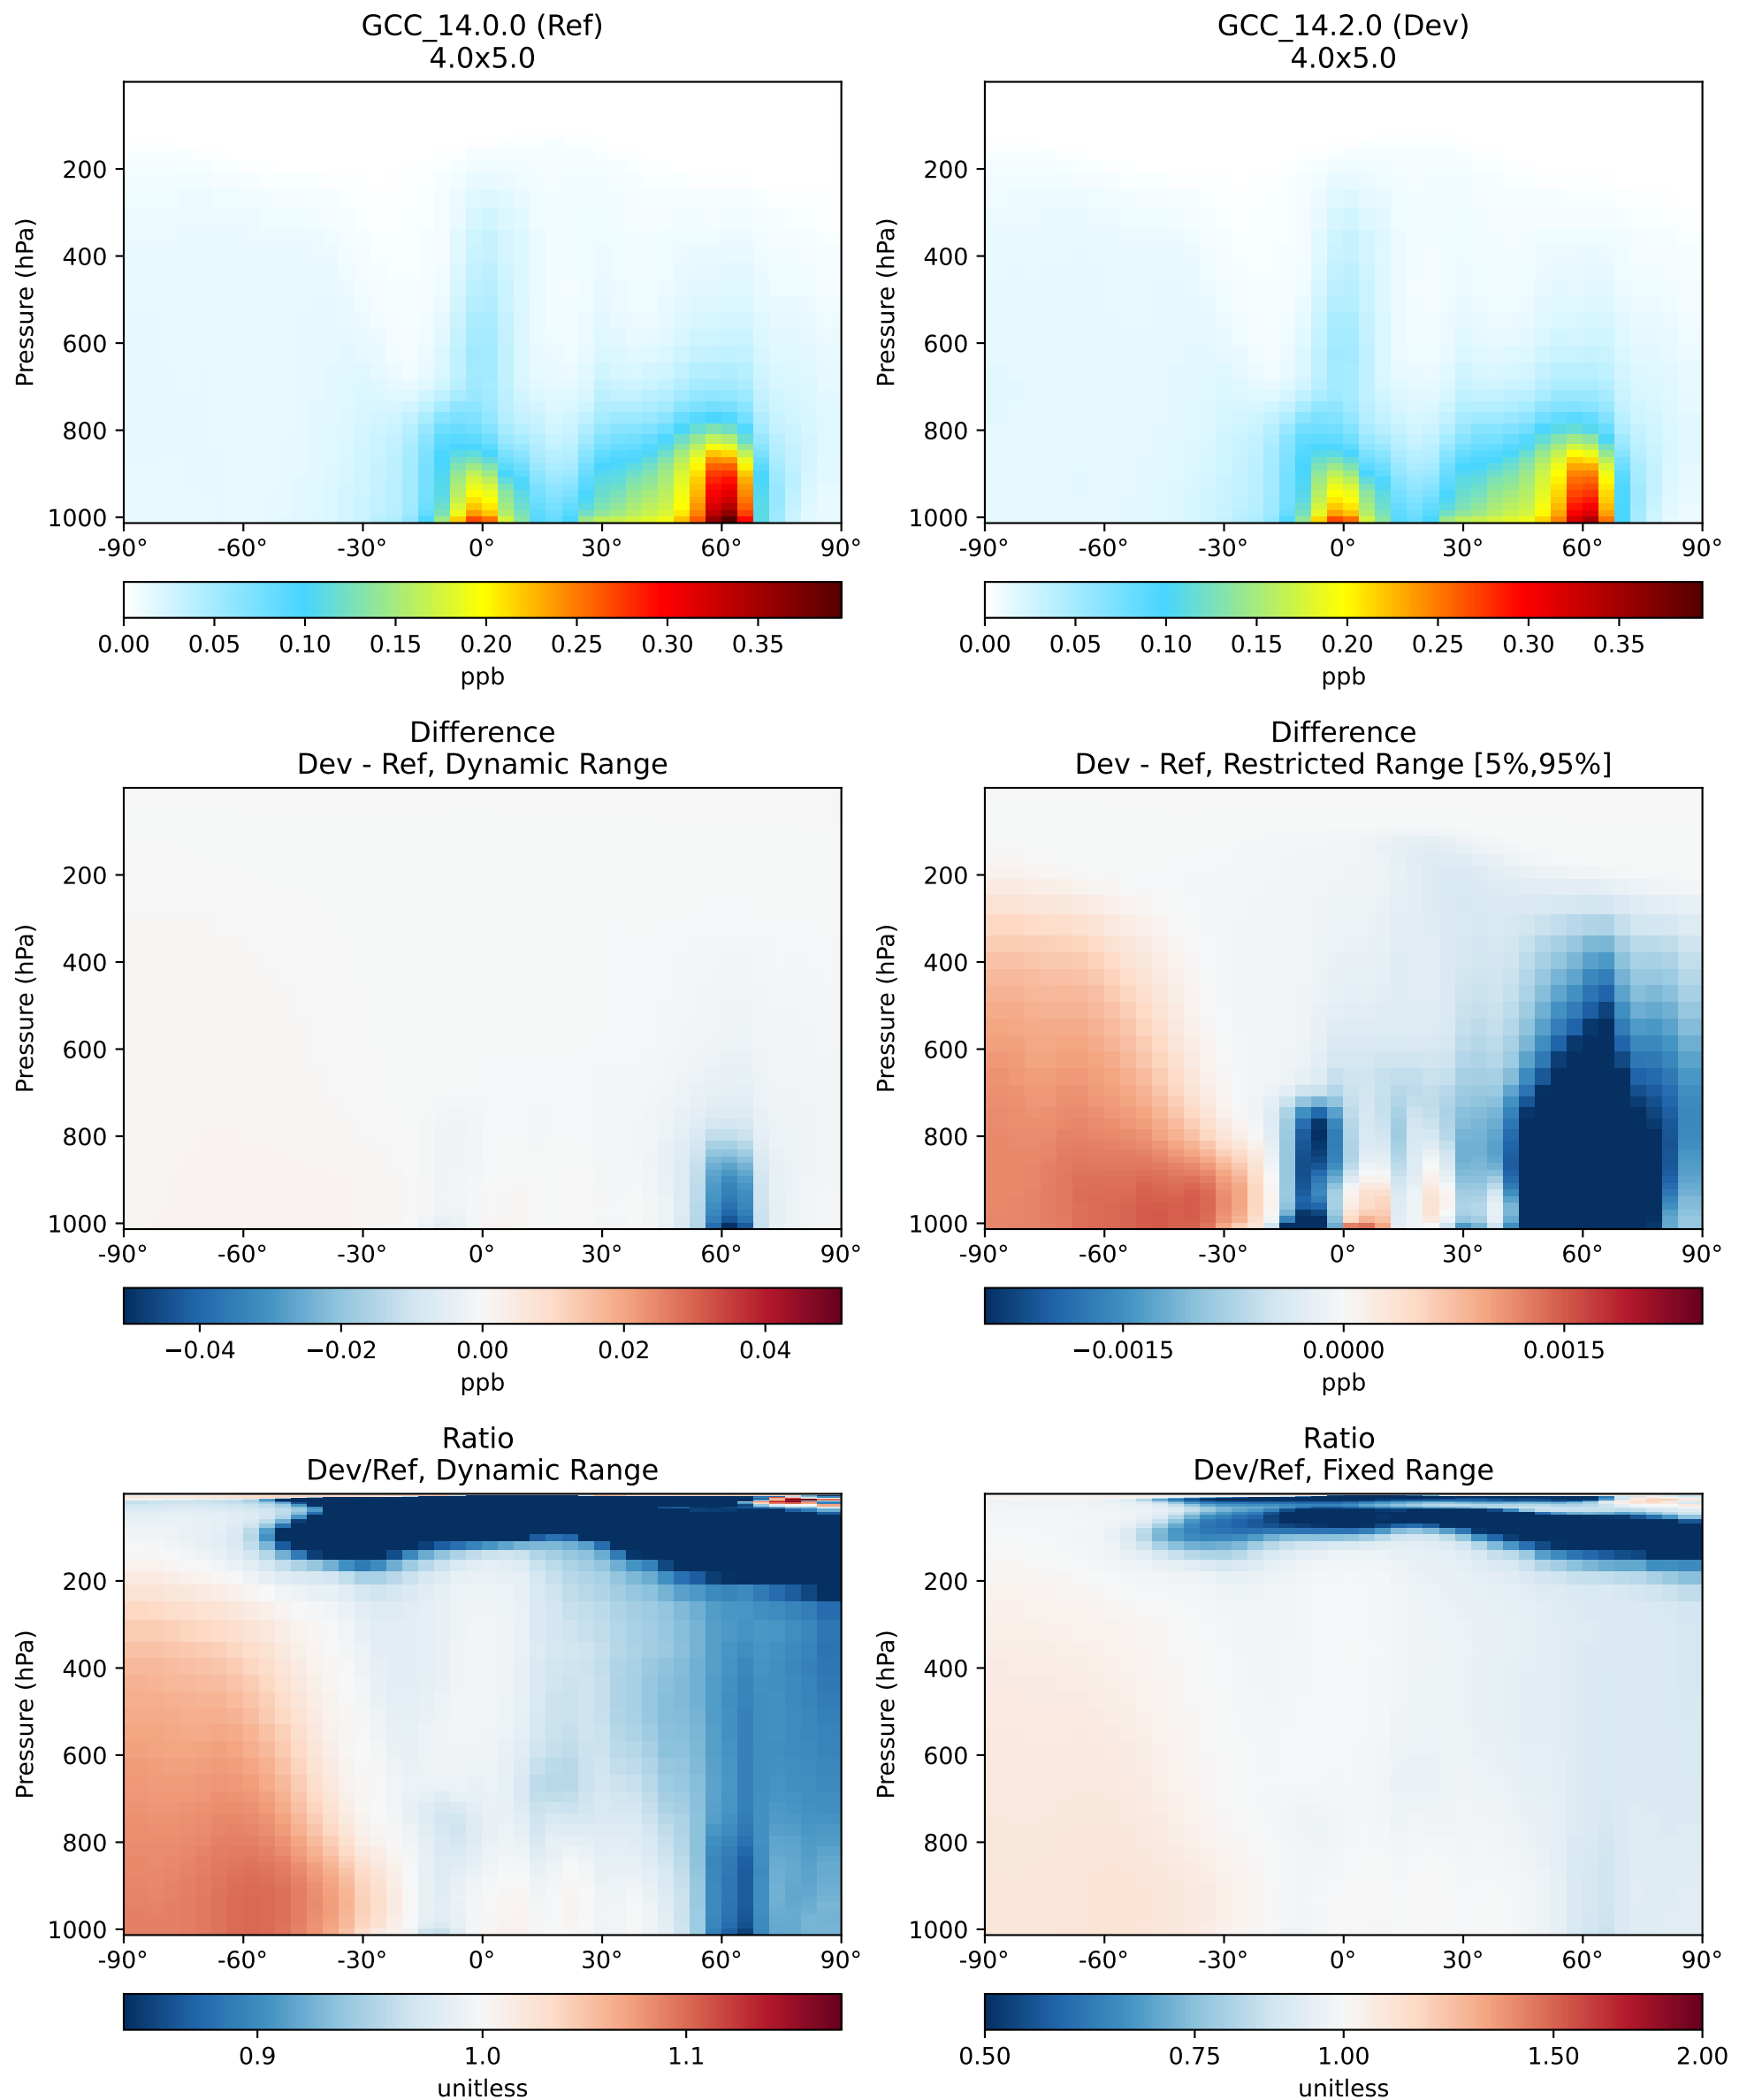 GCC_14.0.0 (Ref)
4.0x5.0
Pressure (hPa)
200
400
600
800
1000
-90° -60° -30° 0° 30° 60° 90°
0.00 0.05 0.10 0.15 0.20 0.25 0.30 0.35
ppb
GCC_14.2.0 (Dev)
4.0x5.0
Pressure (hPa)
200
400
600
800
1000
-90° -60° -30° 0° 30° 60° 90°
0.00 0.05 0.10 0.15 0.20 0.25 0.30 0.35
ppb
Difference
Dev - Ref, Dynamic Range
Pressure (hPa)
200
400
600
800
1000
-90° -60° -30° 0° 30° 60° 90°
−0.04 −0.02 0.00 0.02 0.04
ppb
Difference
Dev - Ref, Restricted Range [5%,95%]
Pressure (hPa)
200
400
600
800
1000
-90° -60° -30° 0° 30° 60° 90°
−0.0015 0.0000 0.0015
ppb
Ratio
Dev/Ref, Dynamic Range
Pressure (hPa)
200
400
600
800
1000
-90° -60° -30° 0° 30° 60° 90°
0.9 1.0 1.1
unitless
Ratio
Dev/Ref, Fixed Range
Pressure (hPa)
200
400
600
800
1000
-90° -60° -30° 0° 30° 60° 90°
0.50 0.75 1.00 1.50 2.00
unitless